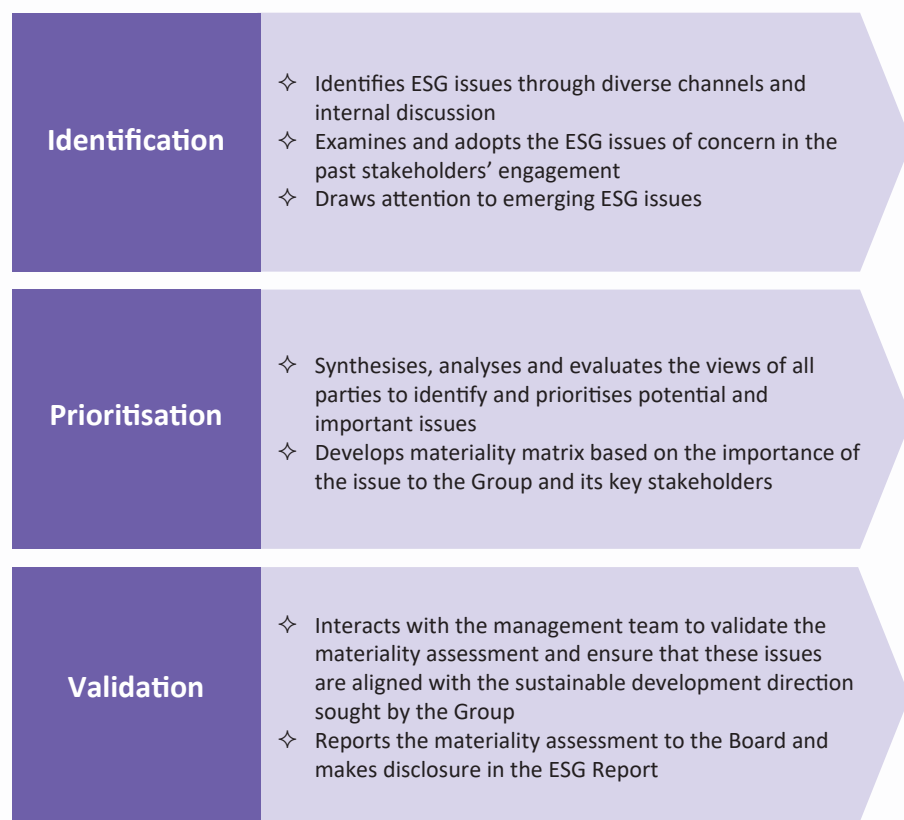 Identification
✧ Identifies ESG issues through diverse channels and
internal discussion
✧ Examines and adopts the ESG issues of concern in the
past stakeholders’ engagement
✧ Draws attention to emerging ESG issues
Prioritisation
✧ Synthesises, analyses and evaluates the views of all
parties to identify and prioritises potential and
important issues
✧ Develops materiality matrix based on the importance of
the issue to the Group and its key stakeholders
Validation
✧ Interacts with the management team to validate the
materiality assessment and ensure that these issues
are aligned with the sustainable development direction
sought by the Group
✧ Reports the materiality assessment to the Board and
makes disclosure in the ESG Report